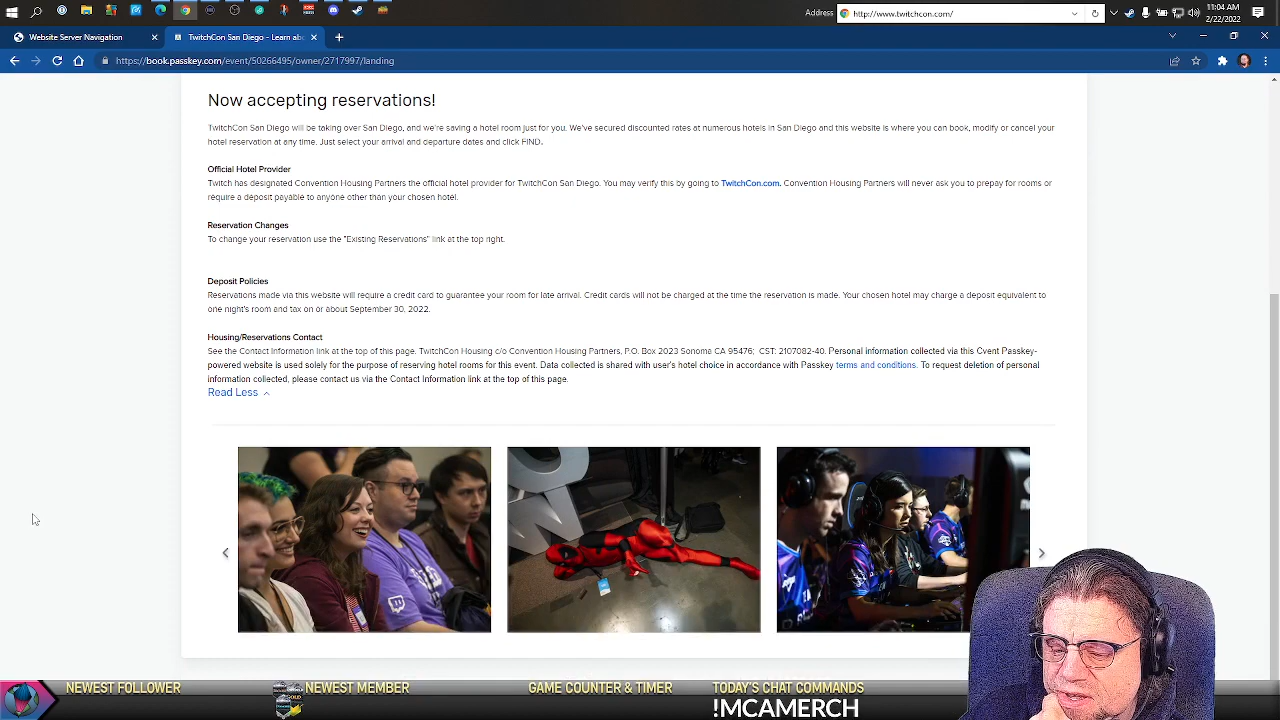 11:04 AM
Address http://www.twitchcon.com/
2/22/2022
Website Server Navigation
TwitchCon San Diego – Learn abo
https://book.passkey.com/event/50266495/owner/2717997/landing
Now accepting reservations!
TwitchCon San Diego will be taking over San Diego, and we're saving a hotel room just for you. We've secured discounted rates at numerous hotels in San Diego and this website is where you can book, modify or cancel your
hotel reservation at any time. Just select your arrival and departure dates and click FIND.
Official Hotel Provider
Twitch has designated Convention Housing Partners the official hotel provider for TwitchCon San Diego. You may verify this by going to TwitchCon.com. Convention Housing Partners will never ask you to prepay for rooms or
require a deposit payable to anyone other than your chosen hotel.
Reservation Changes
To change your reservation use the "Existing Reservations" link at the top right.
Deposit Policies
Reservations made via this website will require a credit card to guarantee your room for late arrival. Credit cards will not be charged at the time the reservation is made. Your chosen hotel may charge a deposit equivalent to
one night's room and tax on or about September 30, 2022.
Housing/Reservations Contact
See the Contact Information link at the top of this page. TwitchCon Housing c/o Convention Housing Partners, P.O. Box 2023 Sonoma CA 95476; CST: 2107082-40. Personal information collected via this Cvent Passkey-
powered website is used solely for the purpose of reserving hotel rooms for this event. Data collected is shared with user's hotel choice in accordance with Passkey terms and conditions. To request deletion of personal
information collected, please contact us via the Contact Information link at the top of this page.
Read Less
NEWEST FOLLOWER
NEWEST MEMBER
GAME COUNTER & TIMER
TODAY'S CHAT COMMANDS
!MCAMERCH